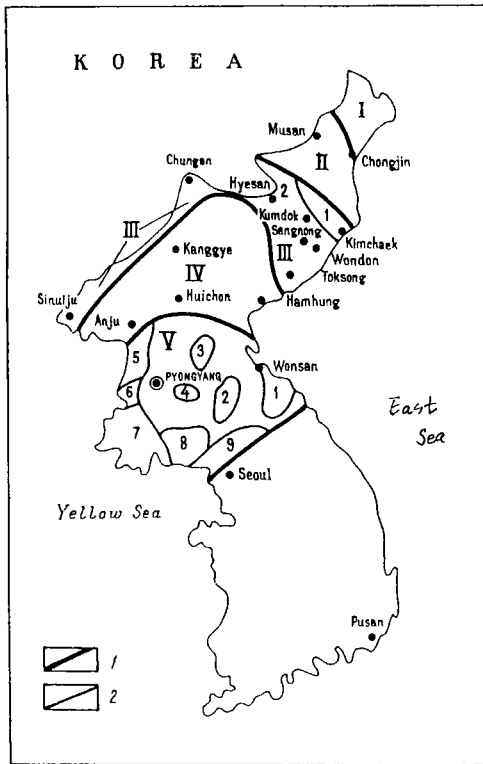 K O R E A
I
Musan
II
Chongjin
Chungan
Hyesan
2
1
Kumdok
Sangnong
Kimchaek
III
III
Wondon
Kanggye
Toksong
IV
Sinuiju
Huichon
Hamhung
Anju
V
5
3
Wonsan
PYONGYANG
6
4
2
1
East
Sea
7
8
9
Seoul
Yellow Sea
Pusan
1
2